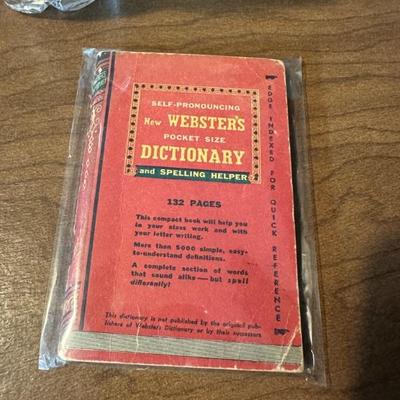 SELF-PRONOUNCING
New WEBSTER'S
POCKET SIZE
DICTIONARY
and SPELLING HELPER
132 PAGES
This compact book will help you
in your class work and with
your letter writing.
More than 5000 simple, easy-
to-understand definitions.
A complete section of words
that sound alike—but spell
differently!
This dictionary is not published by the original pub-
lishers of Webster's Dictionary or by their successors
EDGE INDEXED FOR QUICK REFERENCE